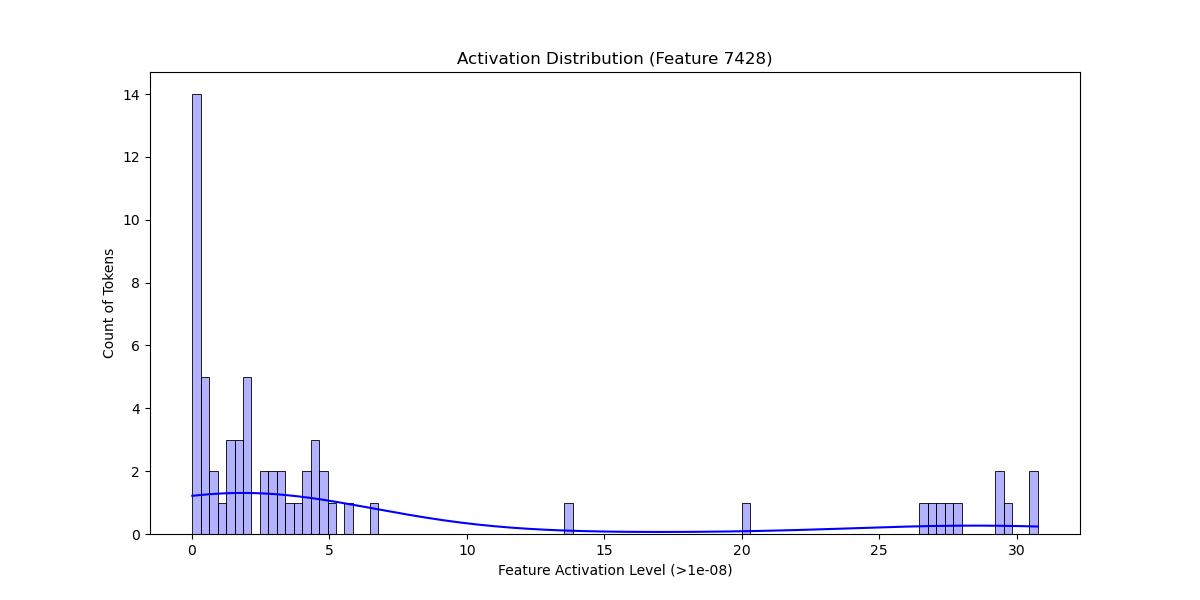 Activation Distribution (Feature 7428)
14
12
10
8
6
4
2
0
Count of Tokens
0 5 10 15 20 25 30
Feature Activation Level (>1e-08)